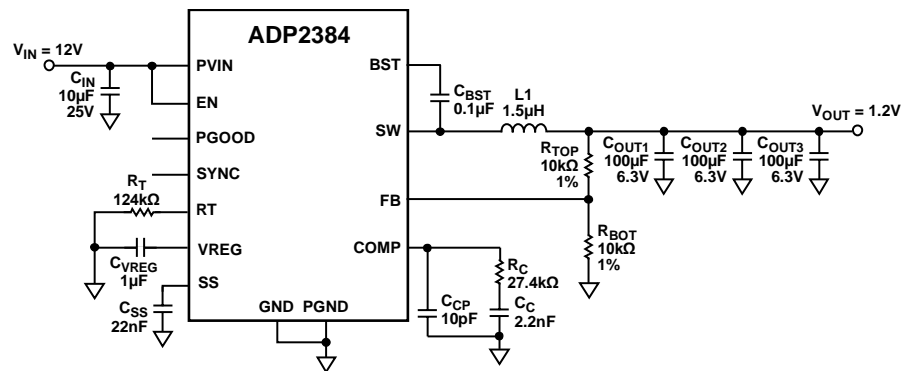 ADP2384
V_IN = 12V
C_IN
10µF
25V
PVIN
EN
PGOOD
SYNC
R_T
124kΩ
RT
VREG
C_VREG
1µF
SS
C_SS
22nF
GND PGND
BST
C_BST
0.1µF
L1
1.5µH
SW
V_OUT = 1.2V
R_TOP
10kΩ
1%
C_OUT1
100µF
6.3V
C_OUT2
100µF
6.3V
C_OUT3
100µF
6.3V
FB
R_BOT
10kΩ
1%
COMP
R_C
27.4kΩ
C_CP
10pF
C_C
2.2nF